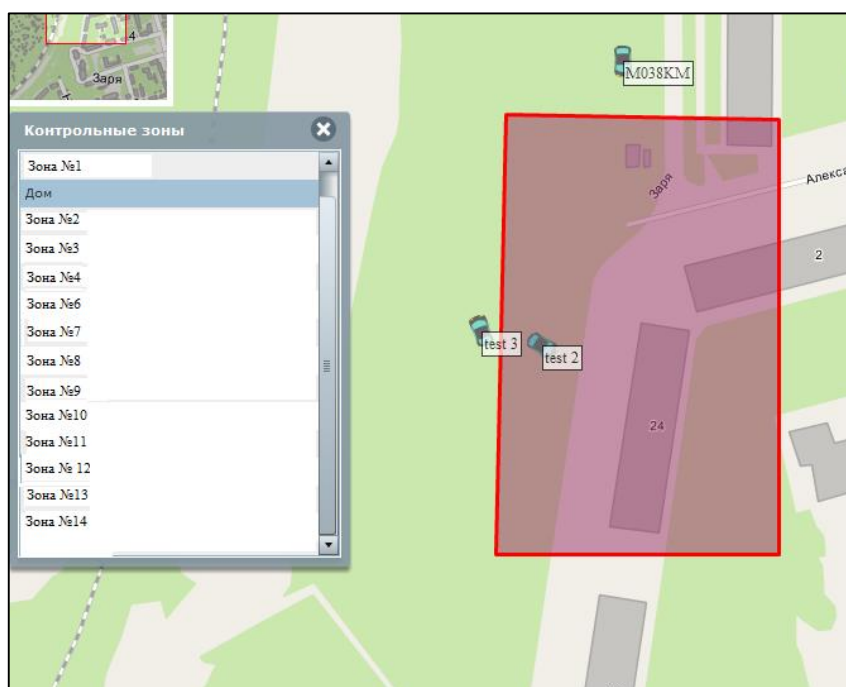 4
Заря
Контрольные зоны
Зона №1
Дом
Зона №2
Зона №3
Зона №4
Зона №6
Зона №7
Зона №8
Зона №9
Зона №10
Зона №11
Зона № 12
Зона №13
Зона №14
M038KM
Заря
Алекса
2
test 3
test 2
24